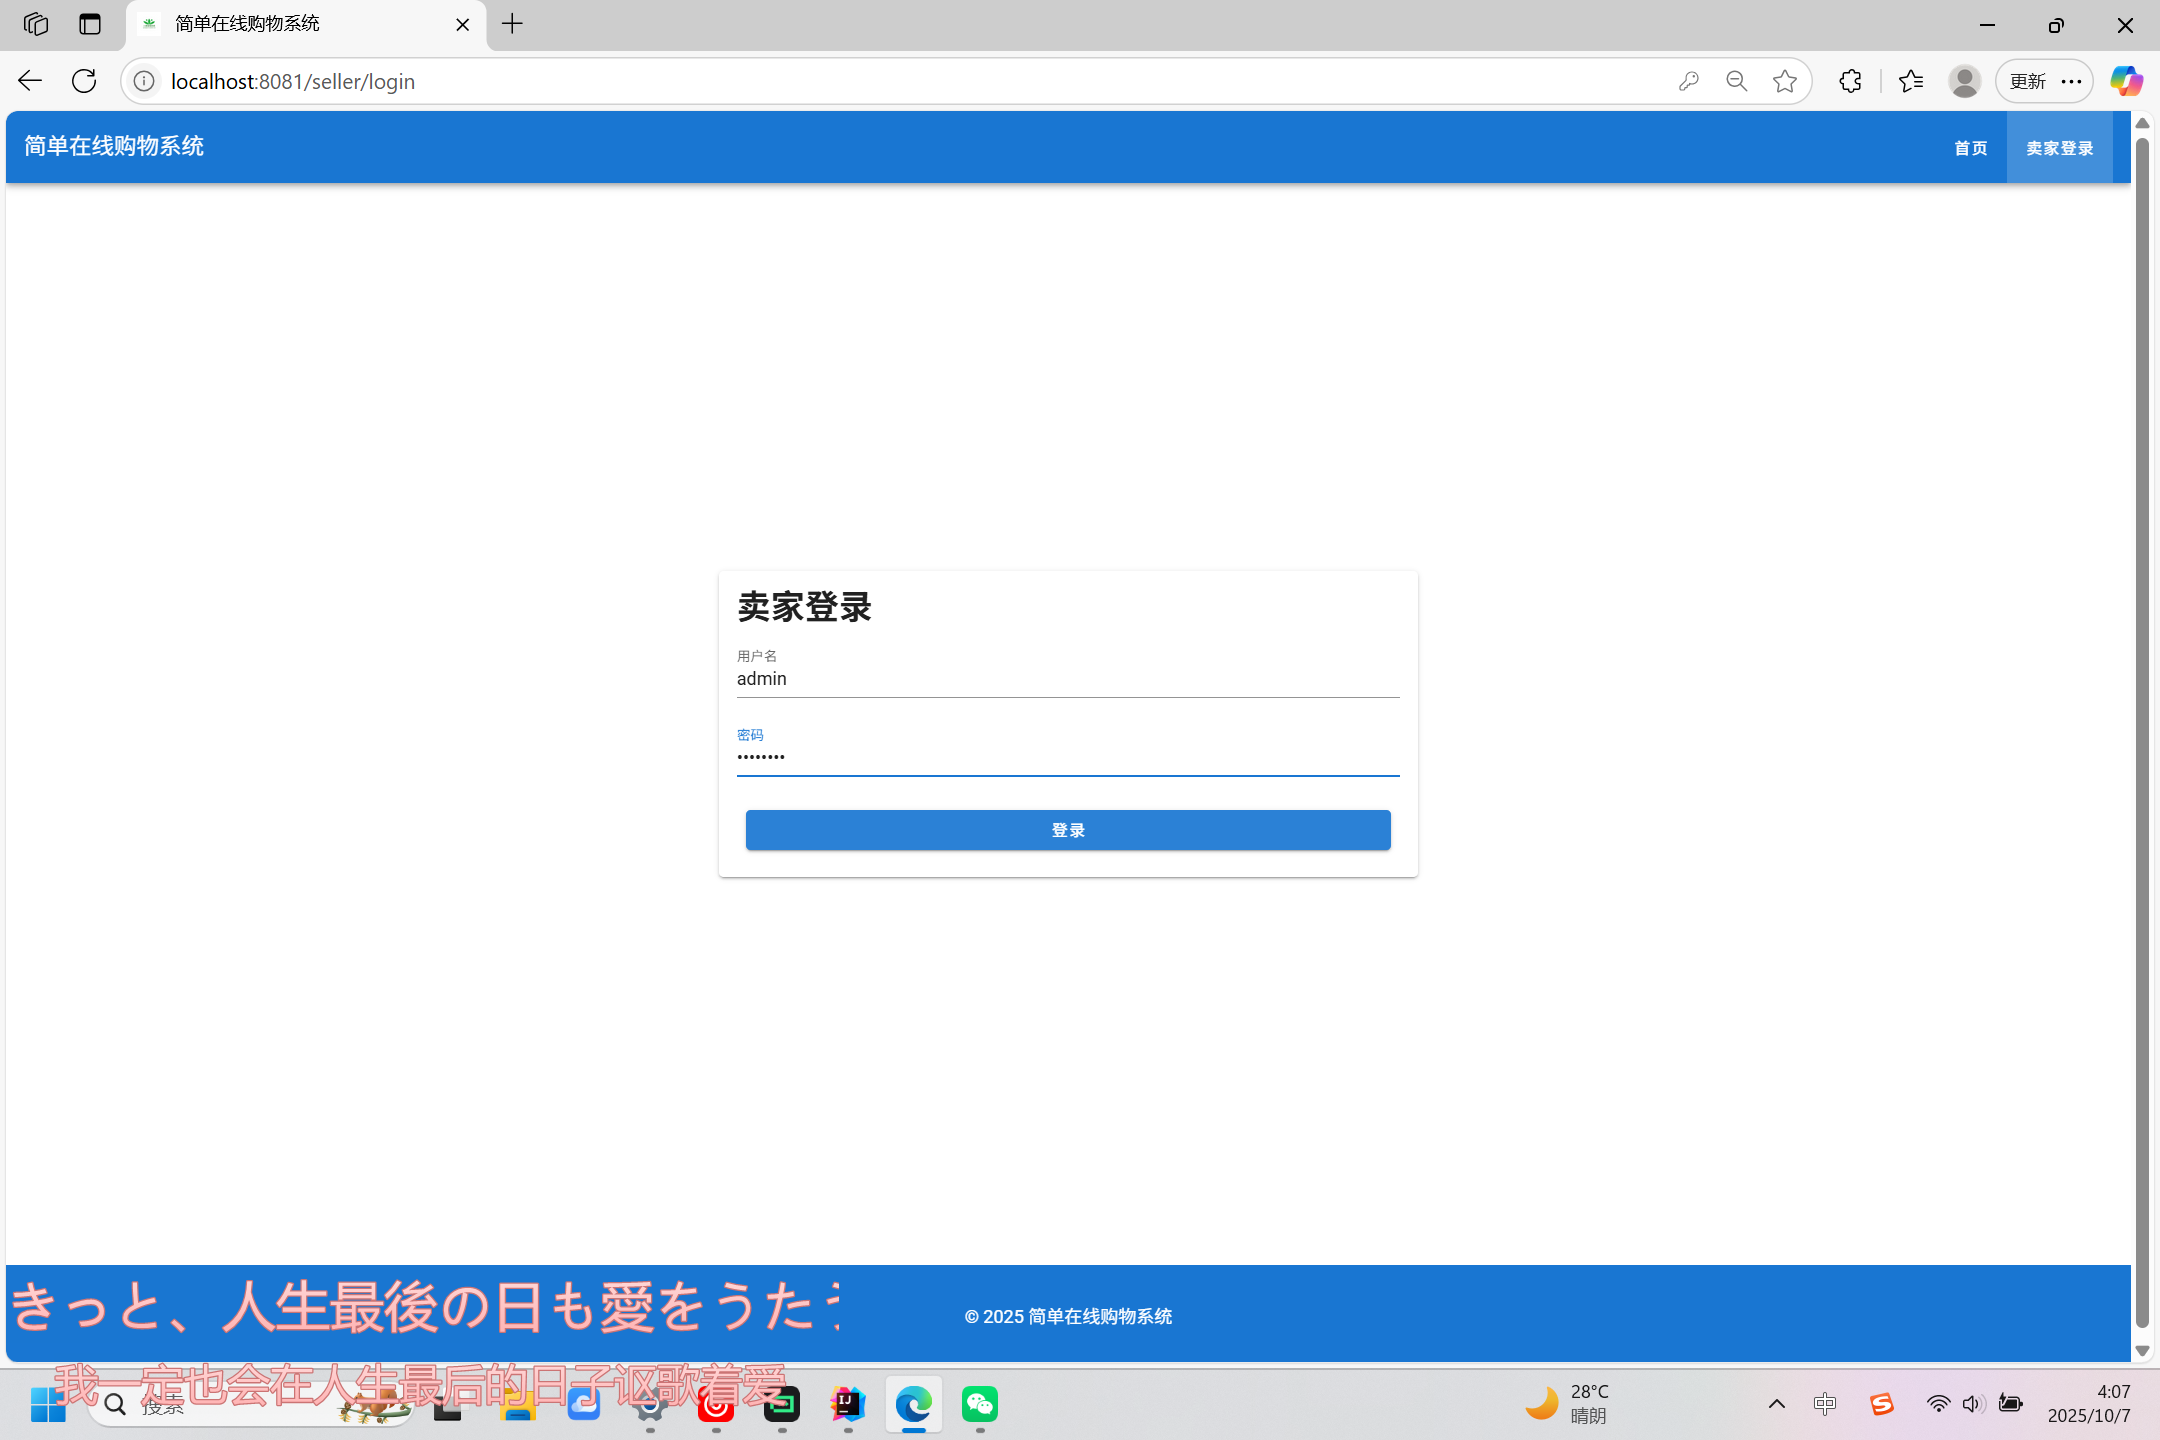 简单在线购物系统
localhost:8081/seller/login
更新
简单在线购物系统
首页
卖家登录
卖家登录
用户名
admin
密码
••••••••
登录
きっと、人生最後の日も愛をうたう
© 2025 简单在线购物系统
我一定也会在人生最后的日子讴歌着爱
搜索
28°C
晴朗
中
4:07
2025/10/7